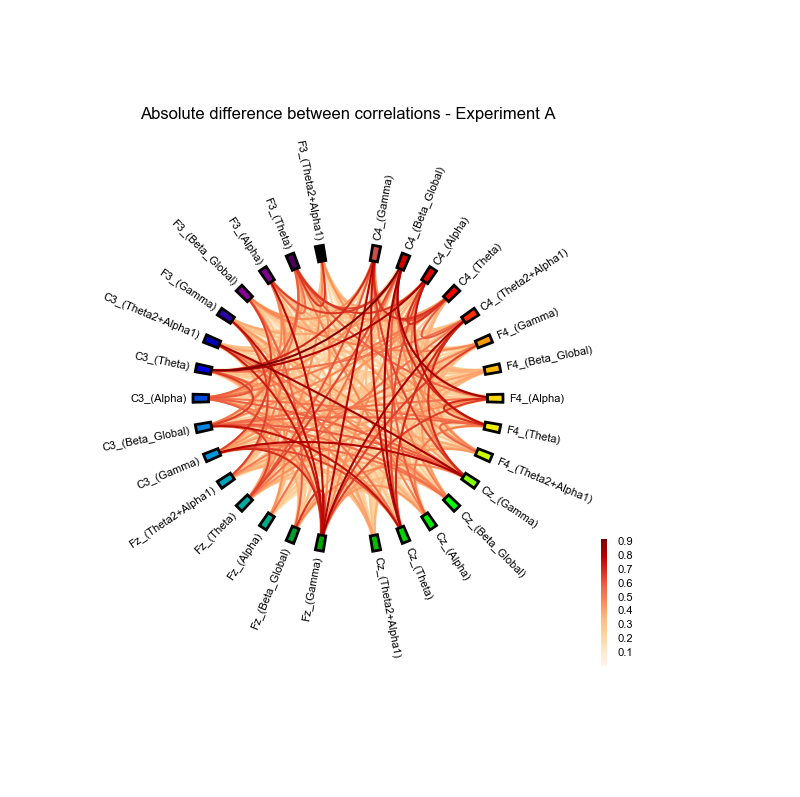 Absolute difference between correlations - Experiment A
F3_(Theta2+Alpha1)
F3_(Theta)
F3_(Alpha)
F3_(Beta_Global)
F3_(Gamma)
C3_(Theta2+Alpha1)
C3_(Theta)
C3_(Alpha)
C3_(Beta_Global)
C3_(Gamma)
Fz_(Theta2+Alpha1)
Fz_(Theta)
Fz_(Alpha)
Fz_(Beta_Global)
Fz_(Gamma)
Cz_(Theta2+Alpha1)
Cz_(Theta)
Cz_(Alpha)
Cz_(Beta_Global)
Cz_(Gamma)
F4_(Theta2+Alpha1)
F4_(Theta)
F4_(Alpha)
F4_(Beta_Global)
F4_(Gamma)
C4_(Theta2+Alpha1)
C4_(Theta)
C4_(Alpha)
C4_(Beta_Global)
C4_(Gamma)
0.9
0.8
0.7
0.6
0.5
0.4
0.3
0.2
0.1